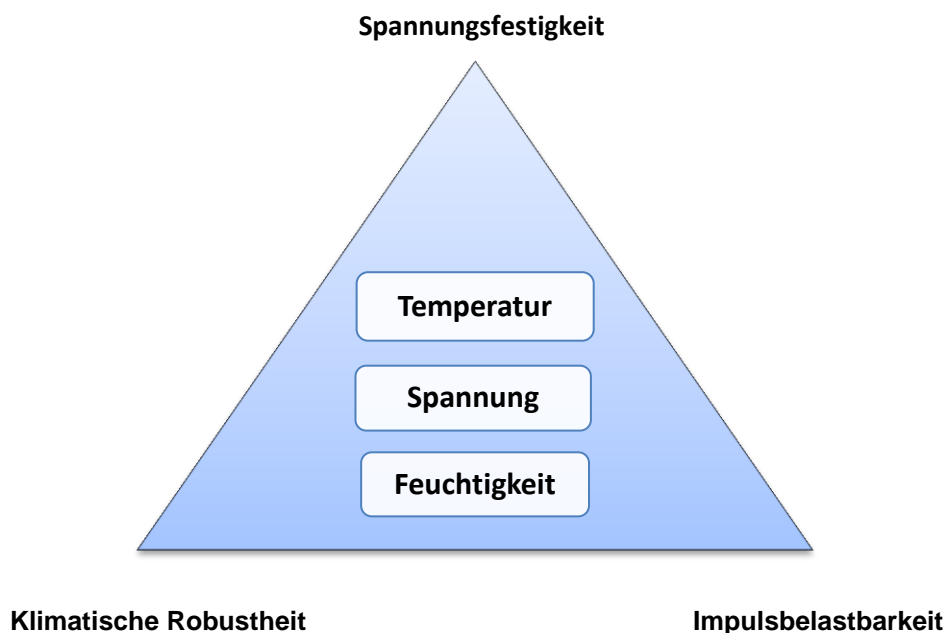 Spannungsfestigkeit
Temperatur
Spannung
Feuchtigkeit
Klimatische Robustheit
Impulsbelastbarkeit